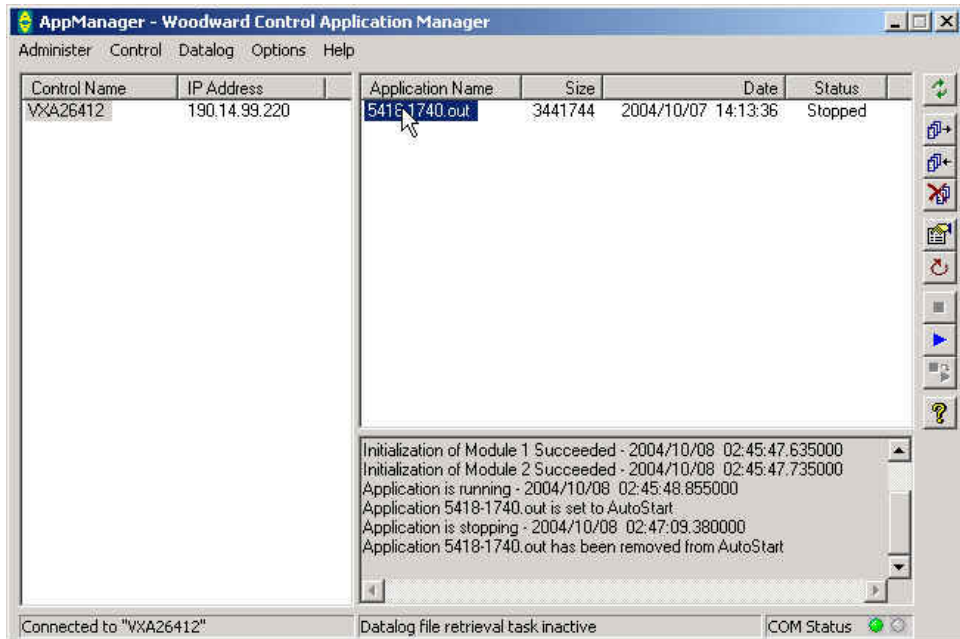 AppManager - Woodward Control Application Manager
Administer Control Datalog Options Help
Control Name IP Address
VXA26412 190.14.99.220
Application Name Size Date Status
5418-1740.out 3441744 2004/10/07 14:13:36 Stopped
Initialization of Module 1 Succeeded - 2004/10/08 02:45:47.635000
Initialization of Module 2 Succeeded - 2004/10/08 02:45:47.735000
Application is running - 2004/10/08 02:45:48.855000
Application 5418-1740.out is set to AutoStart
Application is stopping - 2004/10/08 02:47:09.380000
Application 5418-1740.out has been removed from AutoStart
Connected to "VXA26412"
Datalog file retrieval task inactive
COM Status